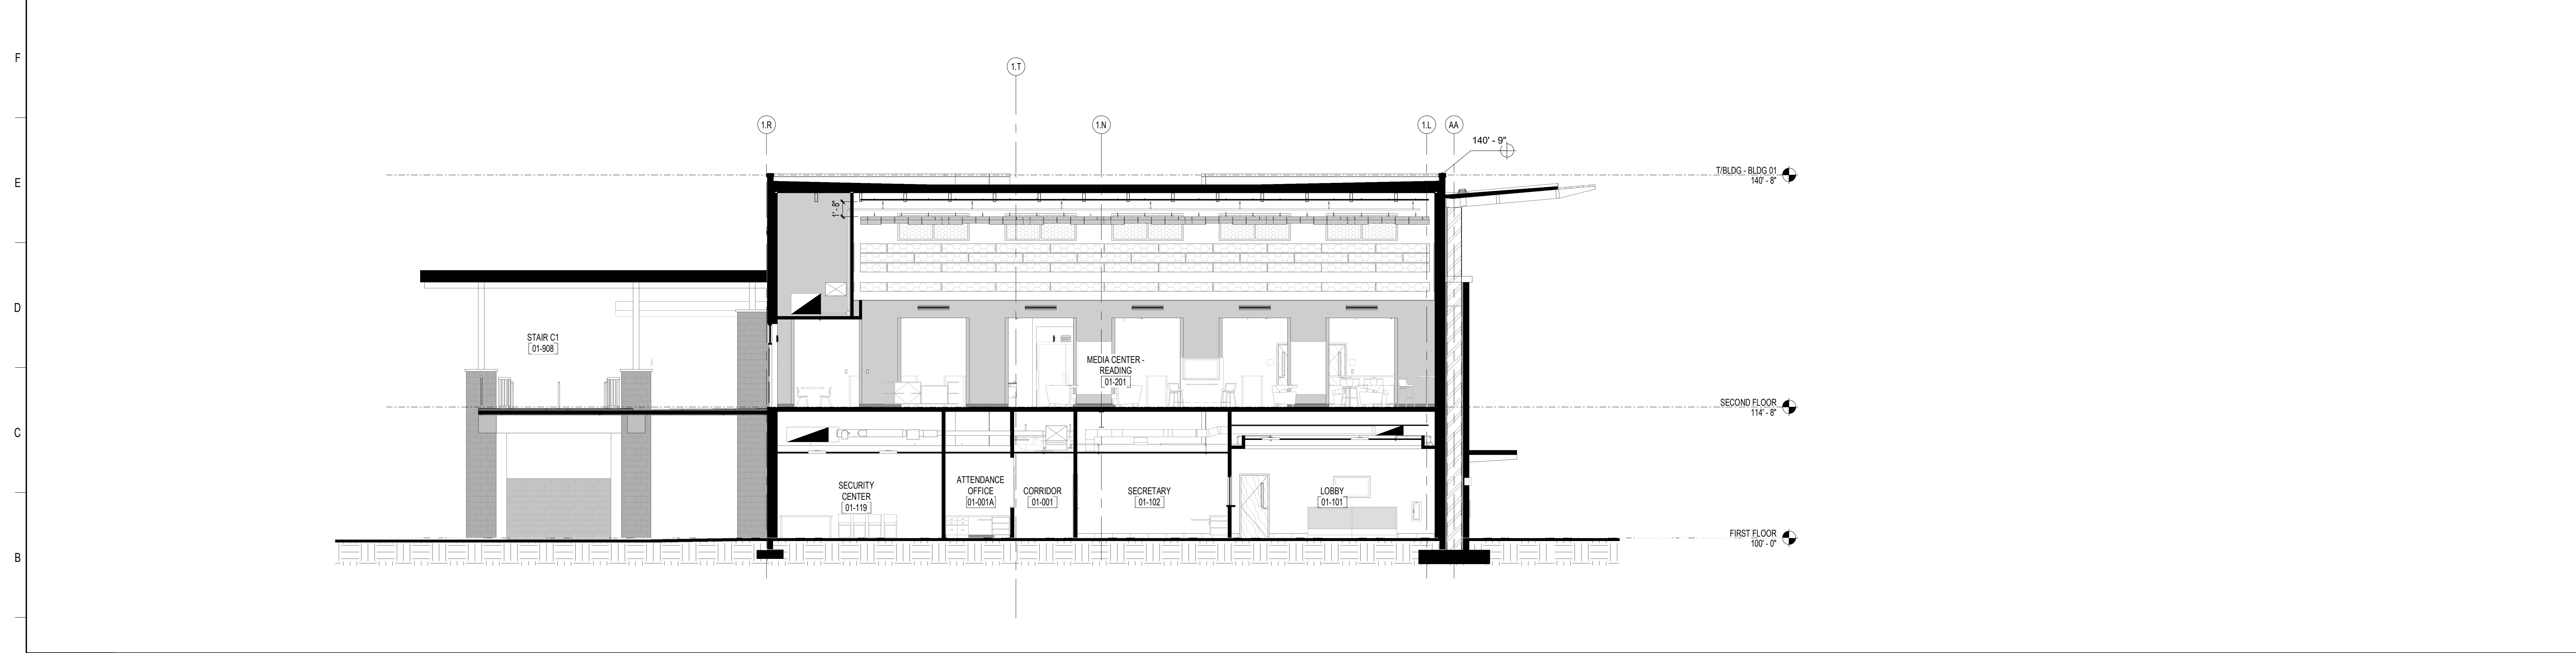 F
1.T
1.R
1.N
1.L
AA
140' - 9"
T/BLDG - BLDG 01
140' - 8"
E
1' - 8"
D
STAIR C1
01-908
MEDIA CENTER -
READING
01-201
SECOND FLOOR
114' - 8"
C
SECURITY
CENTER
01-119
ATTENDANCE
OFFICE
01-001A
CORRIDOR
01-001
SECRETARY
01-102
LOBBY
01-101
FIRST FLOOR
100' - 0"
B